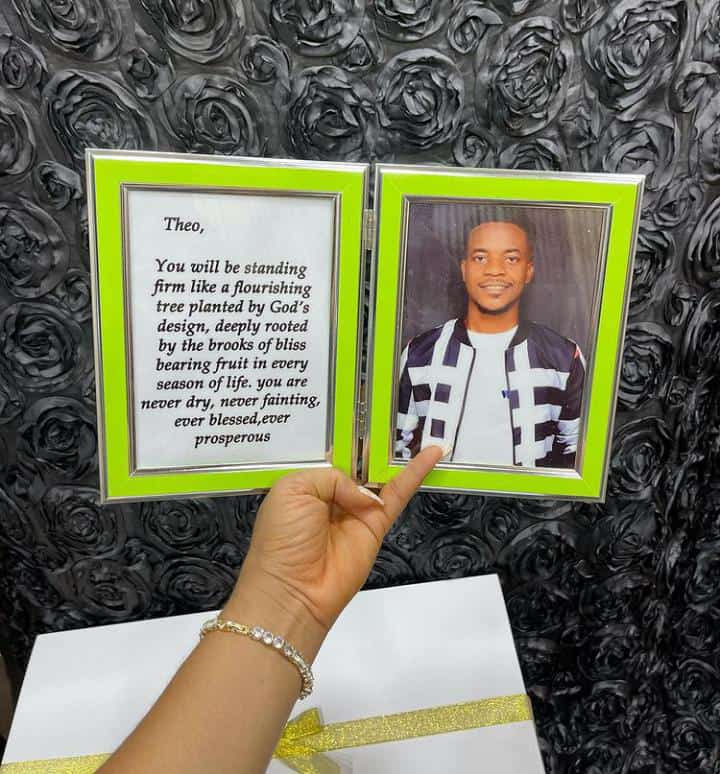 Theo,
You will be standing
firm like a flourishing
tree planted by God's
design, deeply rooted
by the brooks of bliss
bearing fruit in every
season of life. you are
never dry, never fainting,
ever blessed,ever
prosperous